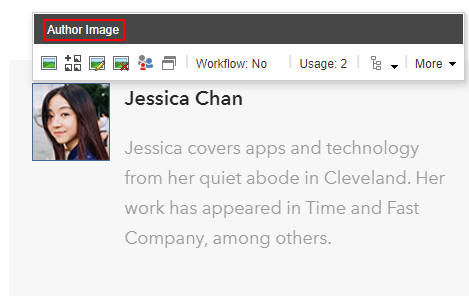 Author Image
Workflow: No Usage: 2 More
Jessica Chan
Jessica covers apps and technology
from her quiet abode in Cleveland. Her
work has appeared in Time and Fast
Company, among others.